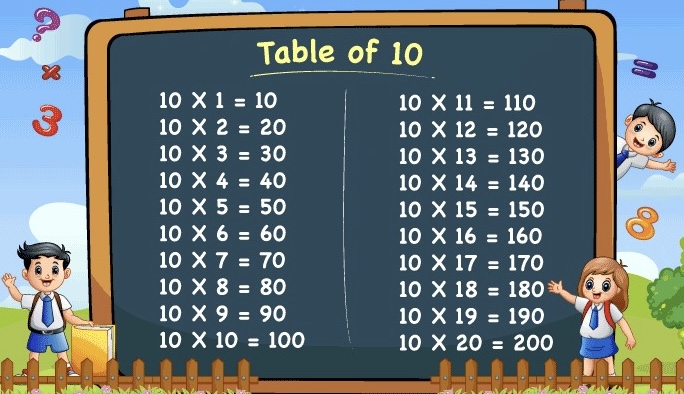 Table of 10
10 X 1 = 10
10 X 2 = 20
10 X 3 = 30
10 X 4 = 40
10 X 5 = 50
10 X 6 = 60
10 X 7 = 70
10 X 8 = 80
10 X 9 = 90
10 X 10 = 100
10 X 11 = 110
10 X 12 = 120
10 X 13 = 130
10 X 14 = 140
10 X 15 = 150
10 X 16 = 160
10 X 17 = 170
10 X 18 = 180
10 X 19 = 190
10 X 20 = 200
?
×
3
=
8